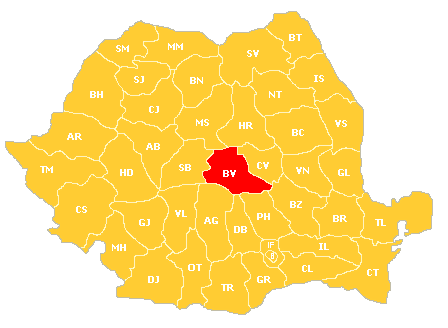 BT
SM
MM
SV
SJ
BN
IS
BH
CJ
NT
MS
HR
VS
AR
AB
BC
TM
HD
SB
BV
CV
VN
GL
CS
GJ
VL
AG
DB
PH
BZ
BR
TL
MH
IF
IL
DJ
OT
TR
GR
CL
CT